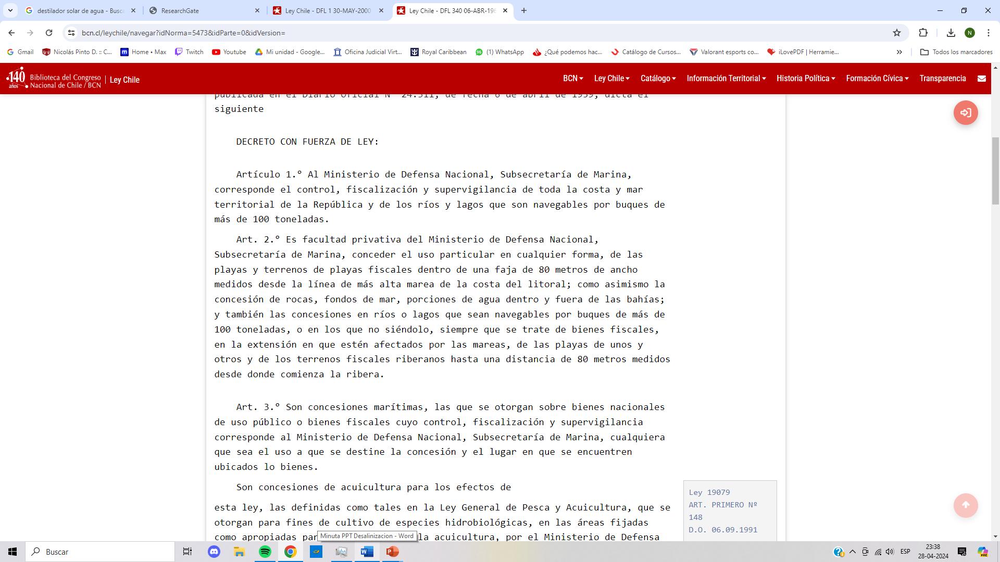 destilador solar de agua - Busc
ResearchGate
Ley Chile - DFL 1 30-MAY-2000
Ley Chile - DFL 340 06-ABR-196
bcn.cl/leychile/navegar?idNorma=5473&idParte=0&idVersion=
N
Gmail
Nicolás Pinto D. :: C...
Home • Max
Twitch
Youtube
Mi unidad - Google...
Oficina Judicial Virt...
Royal Caribbean
(1) WhatsApp
¿Qué podemos hac...
Catálogo de Cursos...
Valorant esports co...
iLovePDF | Herramie...
Todos los marcadores
140 años
Biblioteca del Congreso
Nacional de Chile / BCN
Ley Chile
BCN
Ley Chile
Catálogo
Información Territorial
Historia Política
Formación Cívica
Transparencia
publicada en el Diario Oficial N° 24.311, de fecha 6 de abril de 1959, dicta el
siguiente
DECRETO CON FUERZA DE LEY:
Artículo 1.° Al Ministerio de Defensa Nacional, Subsecretaría de Marina,
corresponde el control, fiscalización y supervigilancia de toda la costa y mar
territorial de la República y de los ríos y lagos que son navegables por buques de
más de 100 toneladas.
Art. 2.° Es facultad privativa del Ministerio de Defensa Nacional,
Subsecretaría de Marina, conceder el uso particular en cualquier forma, de las
playas y terrenos de playas fiscales dentro de una faja de 80 metros de ancho
medidos desde la línea de más alta marea de la costa del litoral; como asimismo la
concesión de rocas, fondos de mar, porciones de agua dentro y fuera de las bahías;
y también las concesiones en ríos o lagos que sean navegables por buques de más de
100 toneladas, o en los que no siéndolo, siempre que se trate de bienes fiscales,
en la extensión en que estén afectados por las mareas, de las playas de unos y
otros y de los terrenos fiscales riberanos hasta una distancia de 80 metros medidos
desde donde comienza la ribera.
Art. 3.° Son concesiones marítimas, las que se otorgan sobre bienes nacionales
de uso público o bienes fiscales cuyo control, fiscalización y supervigilancia
corresponde al Ministerio de Defensa Nacional, Subsecretaría de Marina, cualquiera
que sea el uso a que se destine la concesión y el lugar en que se encuentren
ubicados lo bienes.
Son concesiones de acuicultura para los efectos de
esta ley, las definidas como tales en la Ley General de Pesca y Acuicultura, que se
otorgan para fines de cultivo de especies hidrobiológicas, en las áreas fijadas
como apropiadas par
la acuicultura, por el Ministerio de Defensa
Ley 19079
ART. PRIMERO Nº
148
D.O. 06.09.1991
Minuta PPT Desalinizacion - Word
Buscar
ESP
23:38
28-04-2024